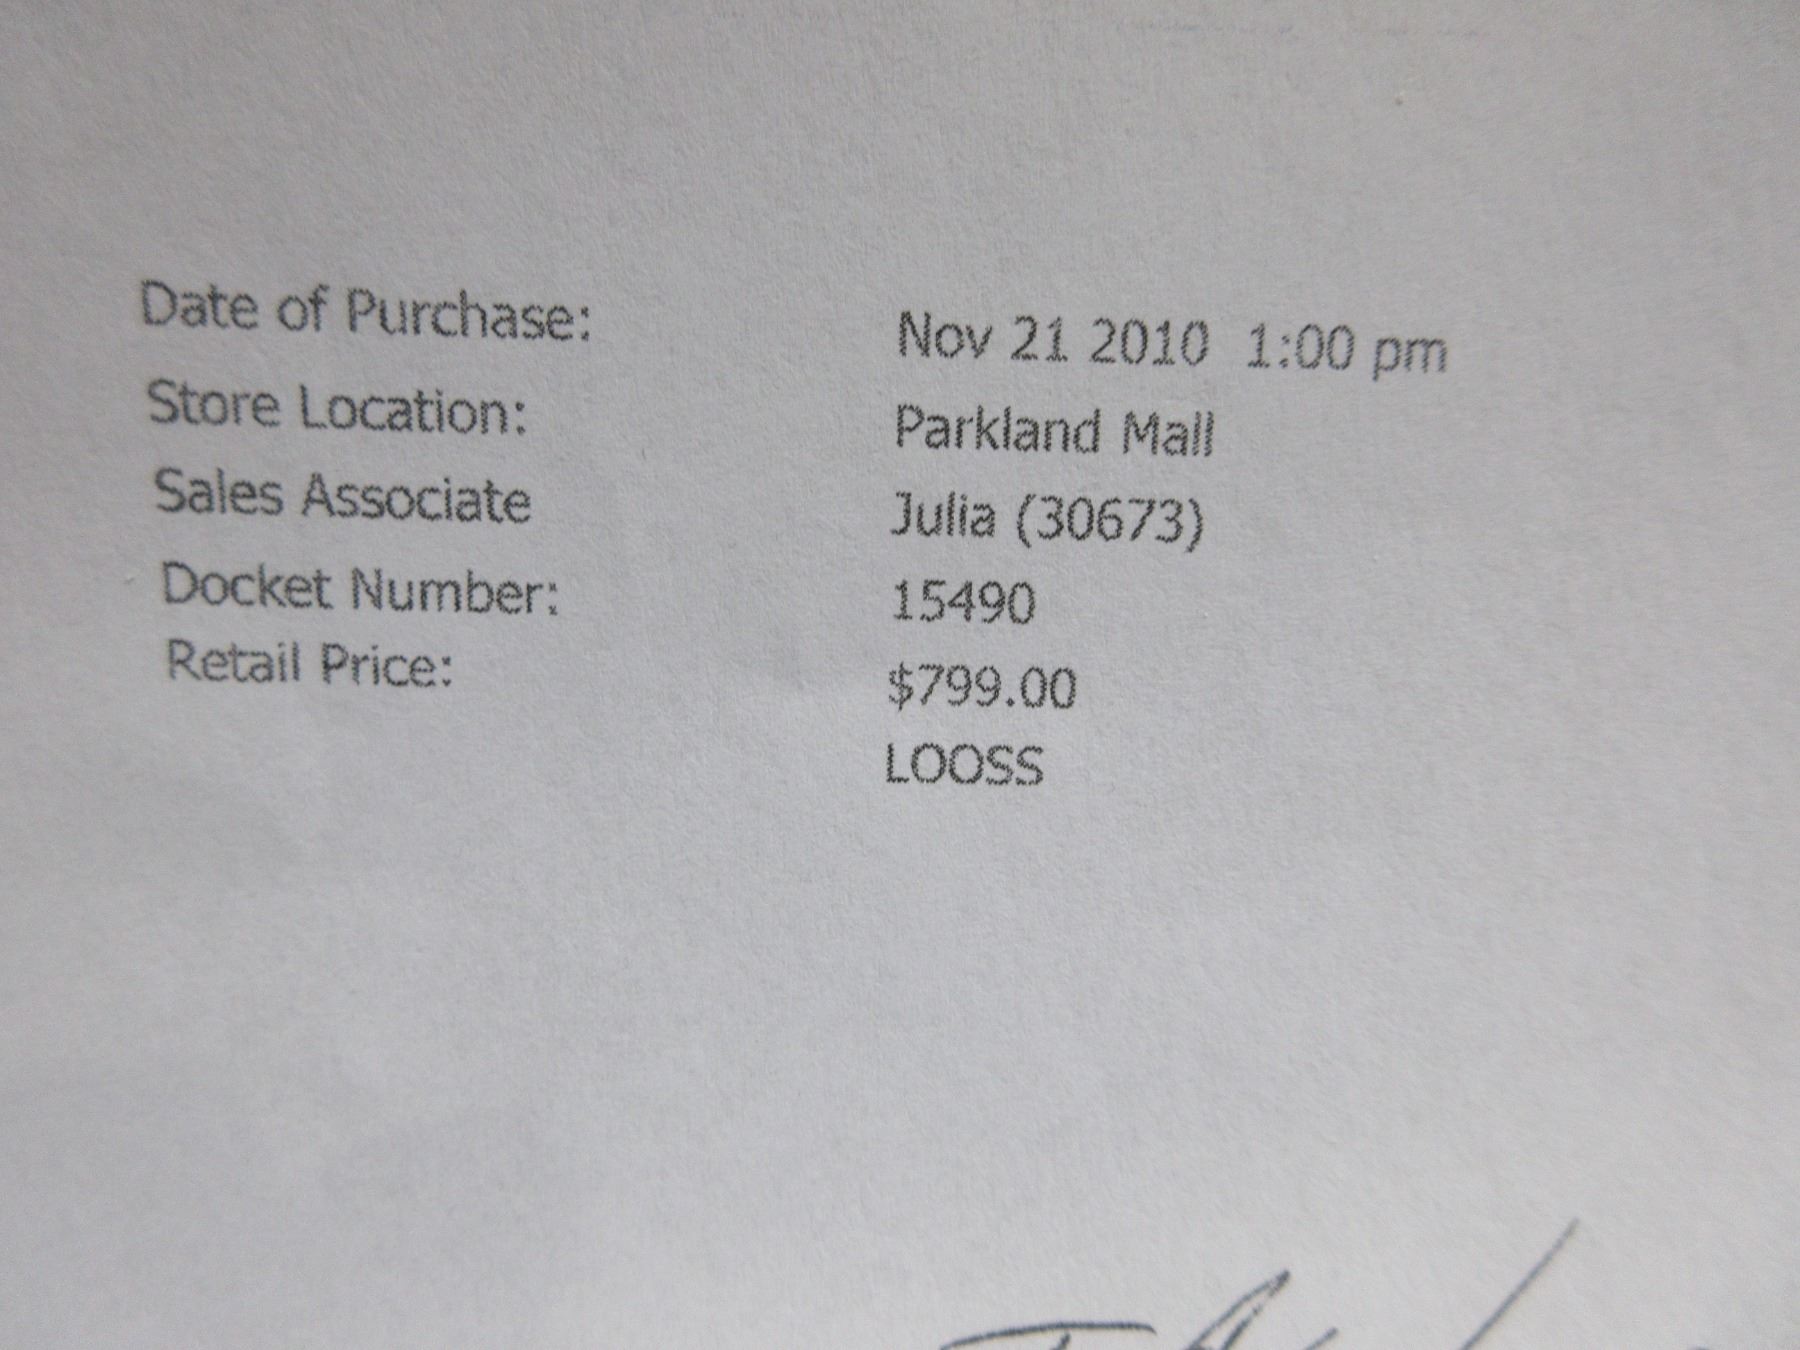 Date of Purchase: Nov 21 2010 1:00 pm
Store Location: Parkland Mall
Sales Associate Julia (30673)
Docket Number: 15490
Retail Price: $799.00
LOOSS